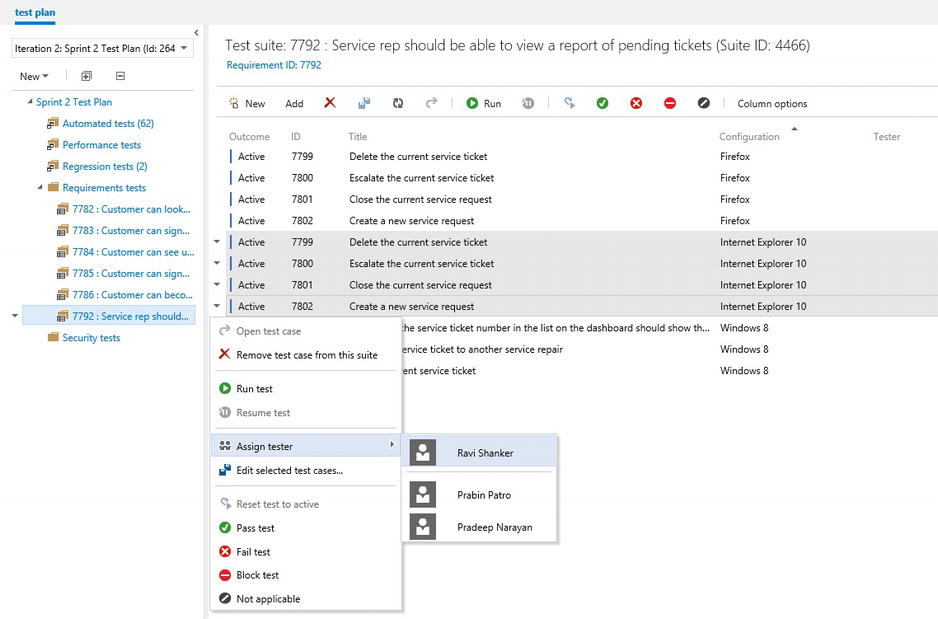 test plan
Iteration 2: Sprint 2 Test Plan (Id: 264
New
Sprint 2 Test Plan
Automated tests (62)
Performance tests
Regression tests (2)
Requirements tests
7782 : Customer can look...
7783 : Customer can sign...
7784 : Customer can see u...
7785 : Customer can sign...
7786 : Customer can beco...
7792 : Service rep should...
Security tests
Test suite: 7792 : Service rep should be able to view a report of pending tickets (Suite ID: 4466)
Requirement ID: 7792
New Add Run Column options
Outcome ID Title Configuration Tester
Active 7799 Delete the current service ticket Firefox
Active 7800 Escalate the current service ticket Firefox
Active 7801 Close the current service request Firefox
Active 7802 Create a new service request Firefox
Active 7799 Delete the current service ticket Internet Explorer 10
Active 7800 Escalate the current service ticket Internet Explorer 10
Active 7801 Close the current service request Internet Explorer 10
Active 7802 Create a new service request Internet Explorer 10
the service ticket number in the list on the dashboard should show th... Windows 8
ervice ticket to another service repair Windows 8
ent service ticket Windows 8
Open test case
Remove test case from this suite
Run test
Resume test
Assign tester
Edit selected test cases...
Reset test to active
Pass test
Fail test
Block test
Not applicable
Ravi Shanker
Prabin Patro
Pradeep Narayan